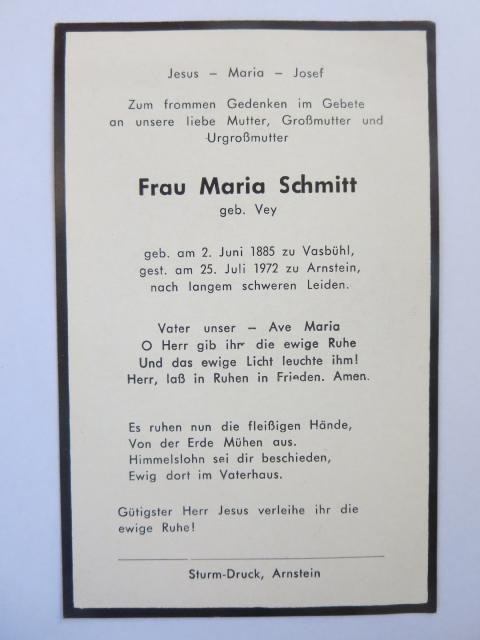 Jesus – Maria – Josef
Zum frommen Gedenken im Gebete
an unsere liebe Mutter, Großmutter und
Urgroßmutter
Frau Maria Schmitt
geb. Vey
geb. am 2. Juni 1885 zu Vasbühl,
gest. am 25. Juli 1972 zu Arnstein,
nach langem schweren Leiden.
Vater unser – Ave Maria
O Herr gib ihr die ewige Ruhe
Und das ewige Licht leuchte ihm!
Herr, laß in Ruhen in Frieden. Amen.
Es ruhen nun die fleißigen Hände,
Von der Erde Mühen aus.
Himmelslohn sei dir beschieden,
Ewig dort im Vaterhaus.
Gütigster Herr Jesus verleihe ihr die
ewige Ruhe!
Sturm-Druck, Arnstein